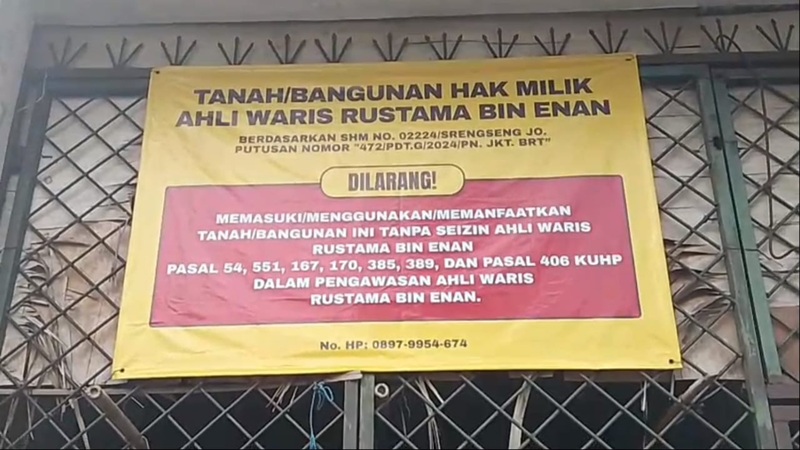 TANAH/BANGUNAN HAK MILIK
AHLI WARIS RUSTAMA BIN ENAN
BERDASARKAN SHM NO. 02224/SRENGSENG JO.
PUTUSAN NOMOR "472/PDT.G/2024/PN. JKT. BRT"
DILARANG!
MEMASUKI/MENGGUNAKAN/MEMANFAATKAN
TANAH/BANGUNAN INI TANPA SEIZIN AHLI WARIS
RUSTAMA BIN ENAN
PASAL 54, 551, 167, 170, 385, 389, DAN PASAL 406 KUHP
DALAM PENGAWASAN AHLI WARIS
RUSTAMA BIN ENAN.
No. HP: 0897-9954-674